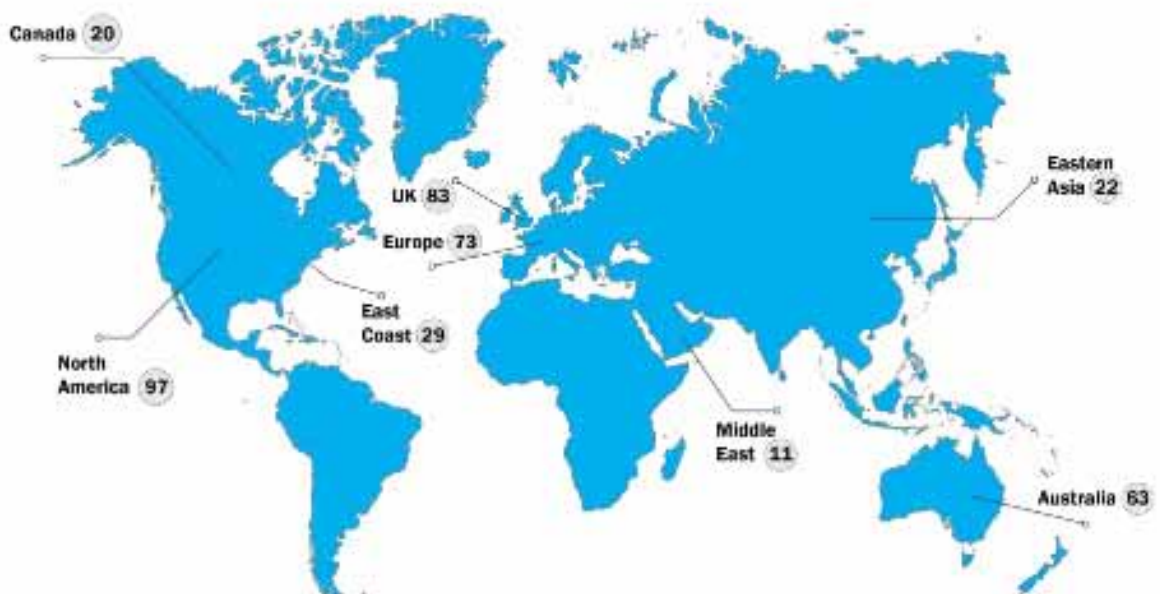 Canada 20
UK 83
Europe 73
East
Coast 29
North
America 97
Eastern
Asia 22
Middle
East 11
Australia 63